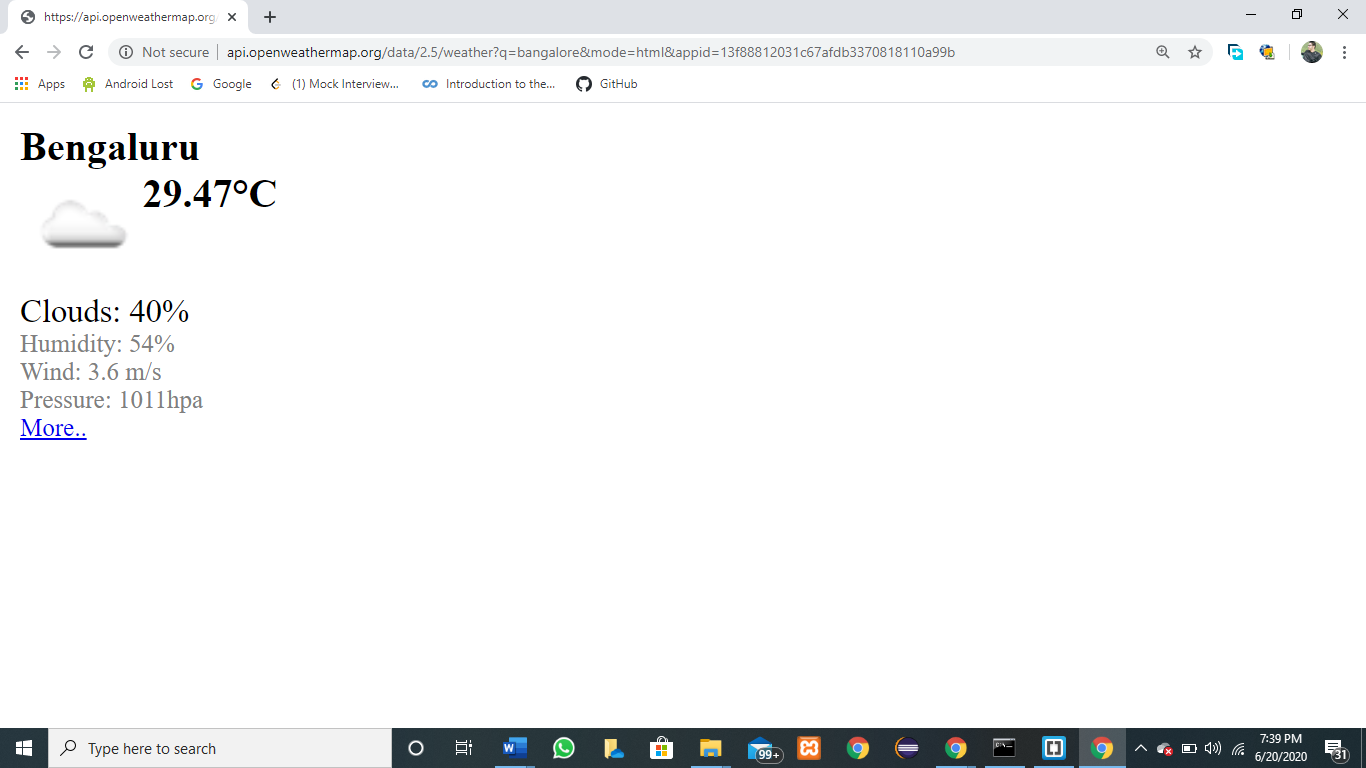 https://api.openweathermap.org/
Not secure
api.openweathermap.org/data/2.5/weather?q=bangalore&mode=html&appid=13f88812031c67afdb3370818110a99b
Apps
Android Lost
Google
(1) Mock Interview...
Introduction to the...
GitHub
Bengaluru
29.47°C
Clouds: 40%
Humidity: 54%
Wind: 3.6 m/s
Pressure: 1011hpa
More..
Type here to search
99+
7:39 PM
6/20/2020
31